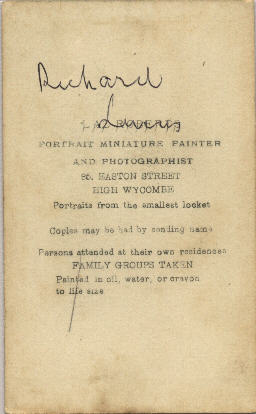 Richard
ROBERTS
PORTRAIT MINIATURE PAINTER
AND PHOTOGRAPHIST
EASTON STREET
HIGH WYCOMBE
Portraits from the smallest locket
Copies may be had by sending name
Persons attended at their own residences
FAMILY GROUPS TAKEN
Painted in oil, water, or crayon
to life size